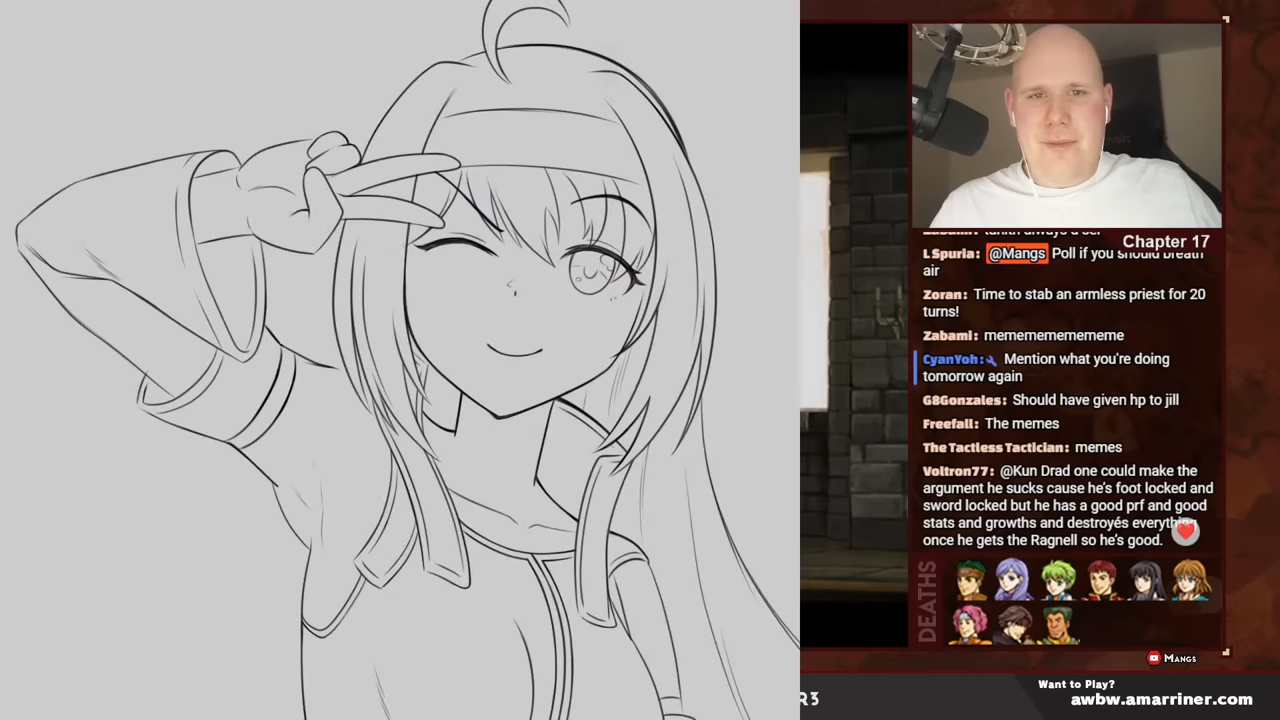 Chapter 17
L Spuria: @Mangs Poll if you should breath
air
Zoran: Time to stab an armless priest for 20
turns!
Zabami: memememememememe
CyanYoh: Mention what you're doing
tomorrow again
G8Gonzales: Should have given hp to jill
Freefall: The memes
The Tactless Tactician: memes
Voltron77: @Kun Drad one could make the
argument he sucks cause he's foot locked and
sword locked but he has a good prf and good
stats and growths and destroyés everything
once he gets the Ragnell so he's good.
DEATHS
Mangs
R3
Want to Play?
awbw.amarriner.com